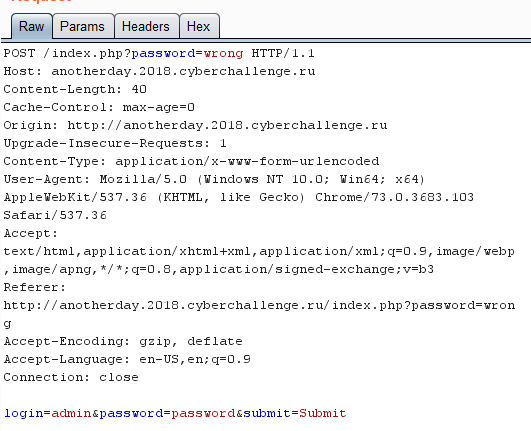 Raw Params Headers Hex
POST /index.php?password=wrong HTTP/1.1
Host: anotherday.2018.cyberchallenge.ru
Content-Length: 40
Cache-Control: max-age=0
Origin: http://anotherday.2018.cyberchallenge.ru
Upgrade-Insecure-Requests: 1
Content-Type: application/x-www-form-urlencoded
User-Agent: Mozilla/5.0 (Windows NT 10.0; Win64; x64)
AppleWebKit/537.36 (KHTML, like Gecko) Chrome/73.0.3683.103
Safari/537.36
Accept:
text/html,application/xhtml+xml,application/xml;q=0.9,image/webp
,image/apng,*/*;q=0.8,application/signed-exchange;v=b3
Referer:
http://anotherday.2018.cyberchallenge.ru/index.php?password=wron
g
Accept-Encoding: gzip, deflate
Accept-Language: en-US,en;q=0.9
Connection: close
login=admin&password=password&submit=Submit